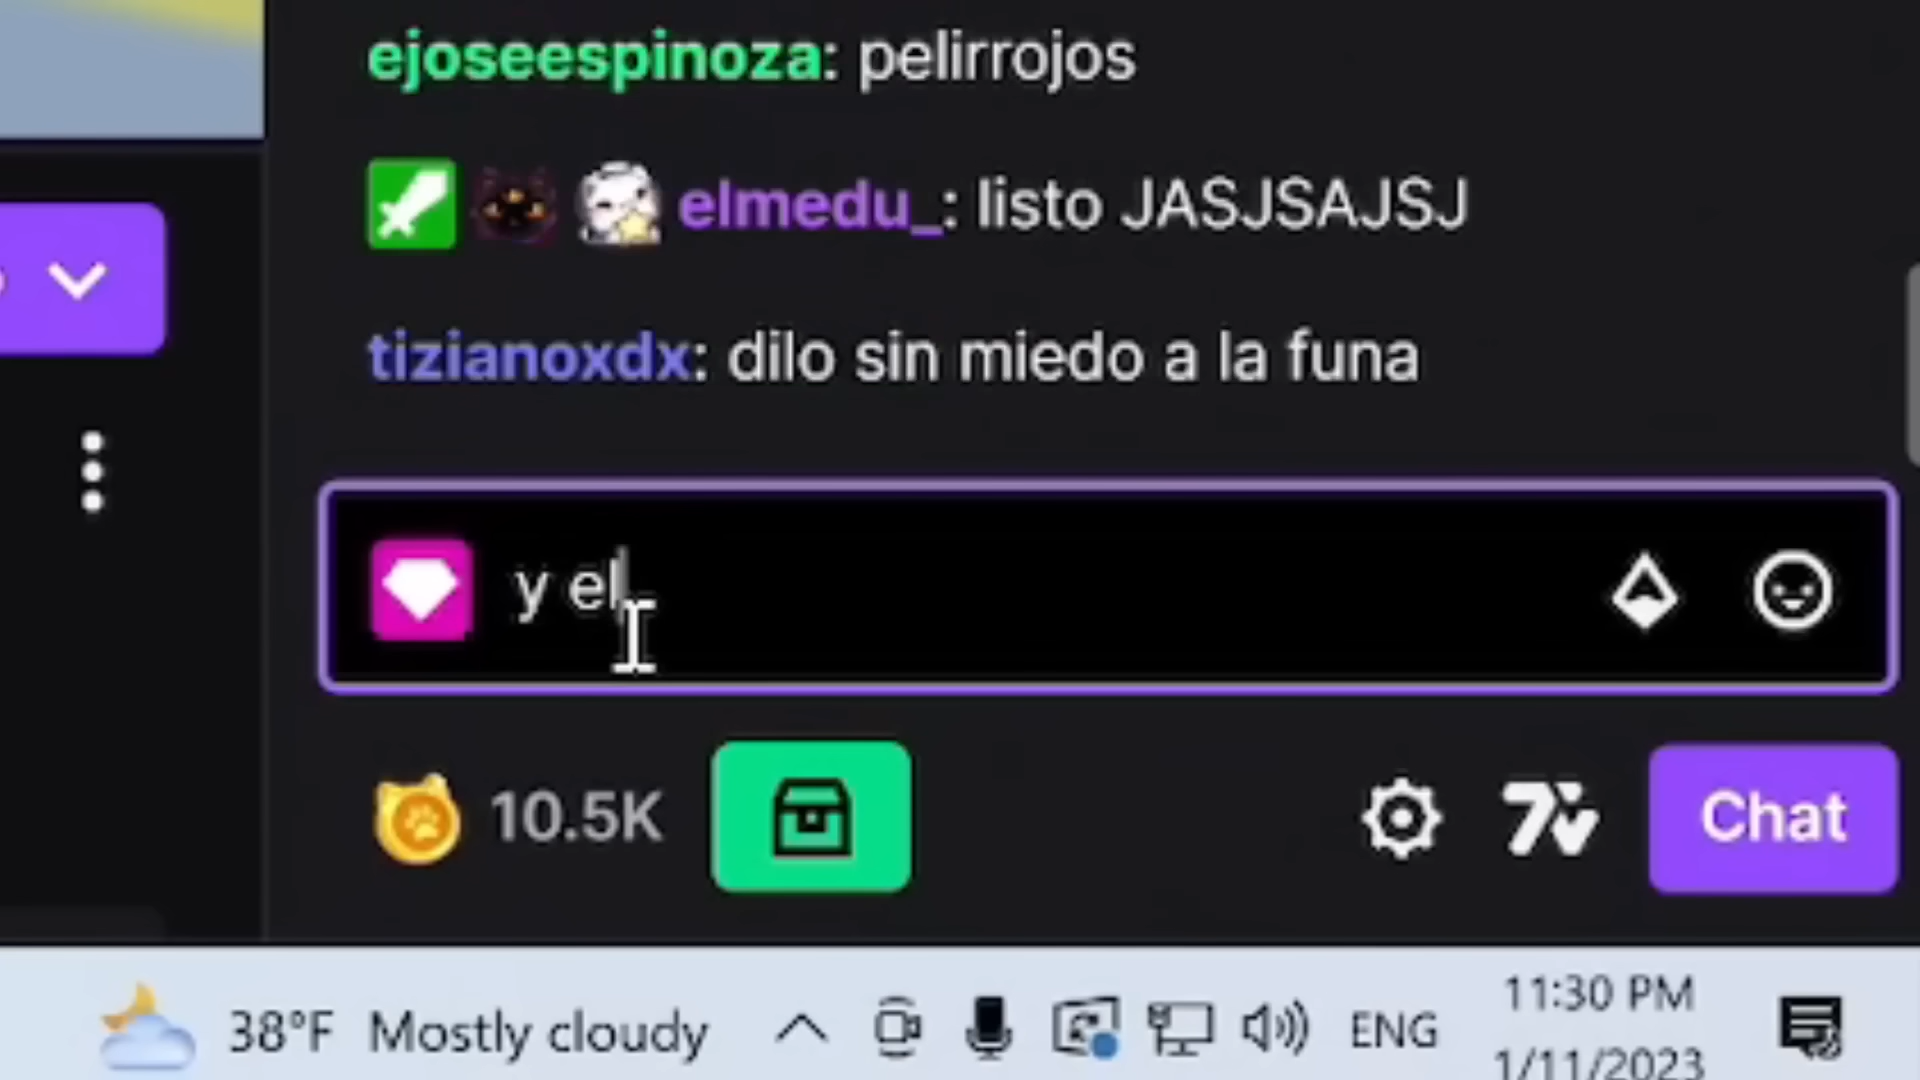 ejoseespinoza: pelirrojos
elmedu_: listo JASJSAJSJ
tizianoxdx: dilo sin miedo a la funa
y el
10.5K
Chat
38°F Mostly cloudy
ENG
11:30 PM
1/11/2023